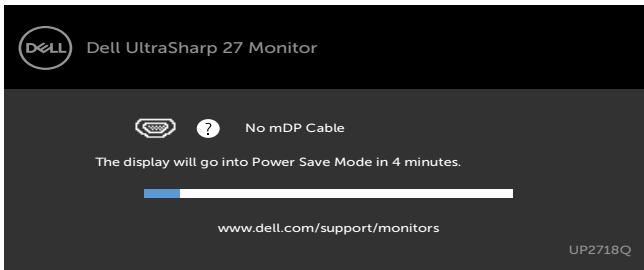 DELL
Dell UltraSharp 27 Monitor
? No mDP Cable
The display will go into Power Save Mode in 4 minutes.
www.dell.com/support/monitors
UP2718Q